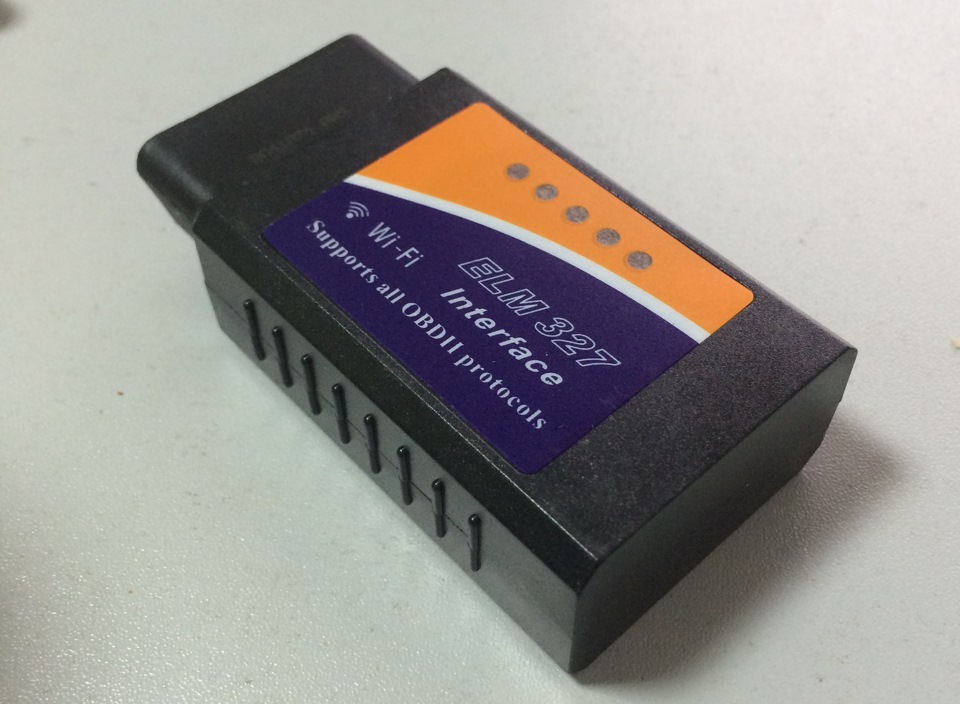 Wi-Fi
ELM 327
Interface
Supports all OBDII protocols